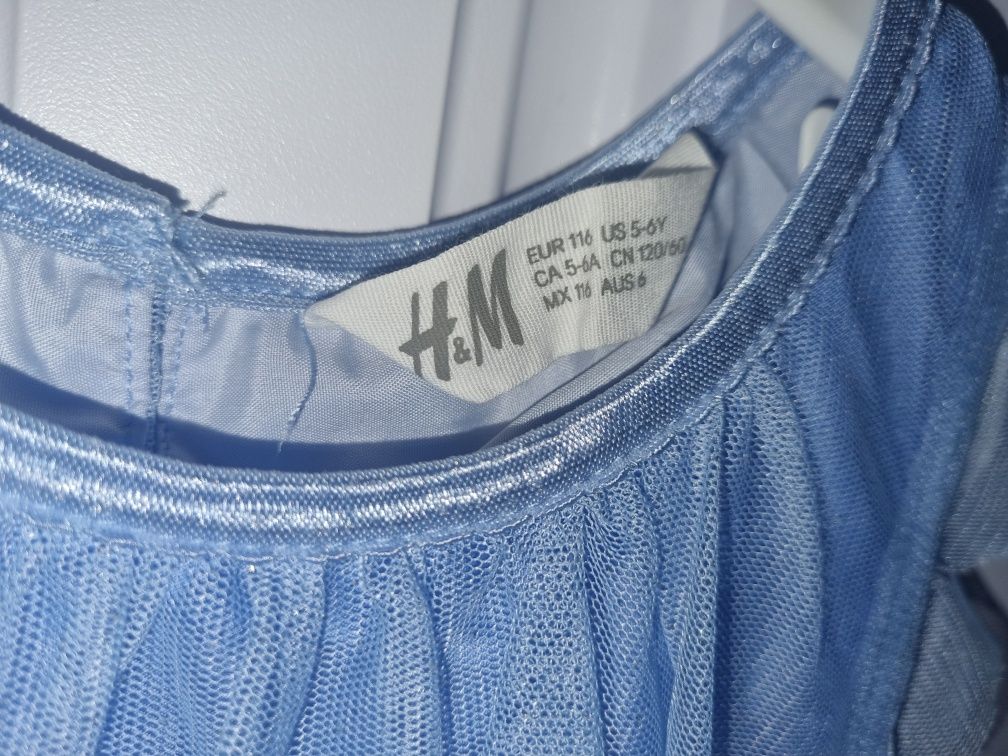 H&M
EUR 116 US 5-6Y
CA 5-6A CN 120/60
MX 116 AUS 6